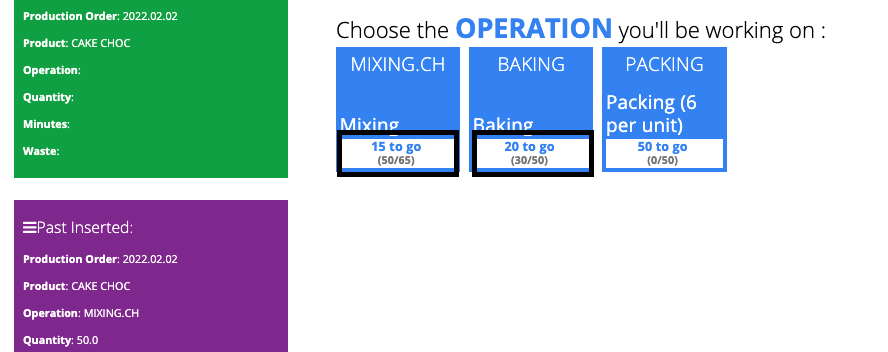 Production Order: 2022.02.02
Product: CAKE CHOC
Operation:
Quantity:
Minutes:
Waste:
Past Inserted:
Production Order: 2022.02.02
Product: CAKE CHOC
Operation: MIXING.CH
Quantity: 50.0
Choose the OPERATION you'll be working on :
MIXING.CH
Mixing
15 to go
(50/65)
BAKING
Baking
20 to go
(30/50)
PACKING
Packing (6
per unit)
50 to go
(0/50)